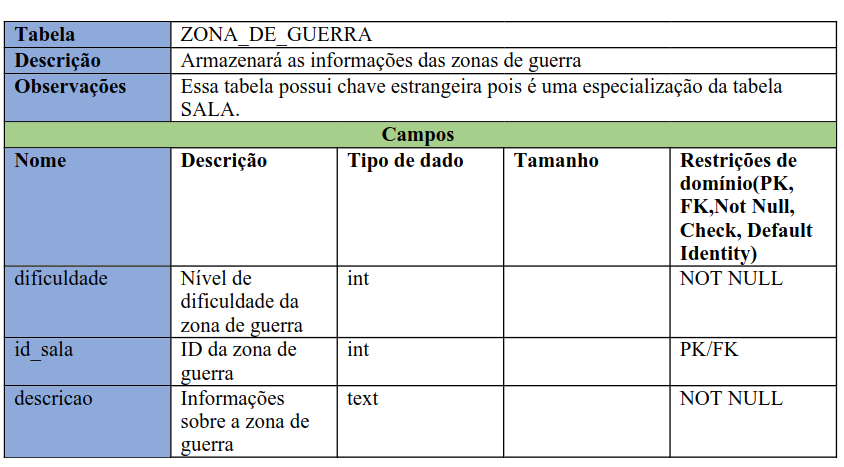 Tabela ZONA_DE_GUERRA
Descrição Armazenará as informações das zonas de guerra
Observações Essa tabela possui chave estrangeira pois é uma especialização da tabela
SALA.
Campos
Nome Descrição Tipo de dado Tamanho Restrições de
domínio(PK,
FK,Not Null,
Check, Default
Identity)
dificuldade Nível de int NOT NULL
dificuldade da
zona de guerra
id_sala ID da zona de int PK/FK
guerra
descricao Informações text NOT NULL
sobre a zona de
guerra